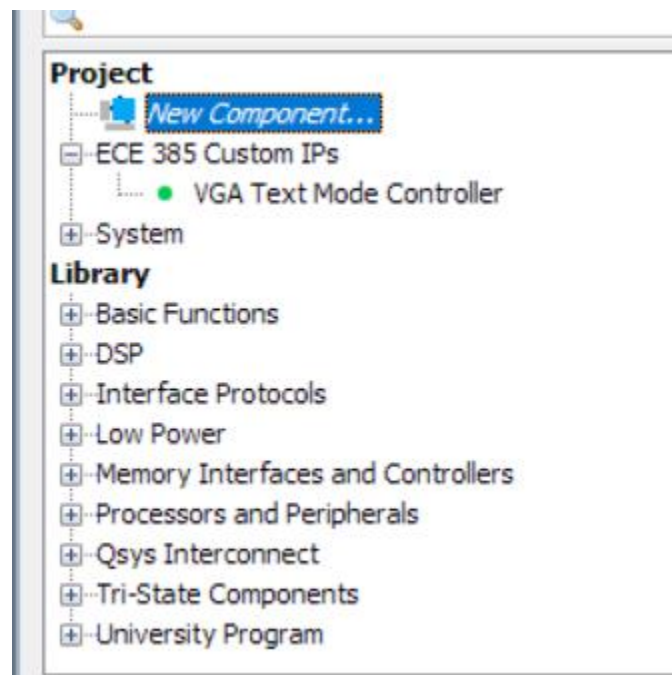 Project
New Component...
ECE 385 Custom IPs
VGA Text Mode Controller
System
Library
Basic Functions
DSP
Interface Protocols
Low Power
Memory Interfaces and Controllers
Processors and Peripherals
Qsys Interconnect
Tri-State Components
University Program